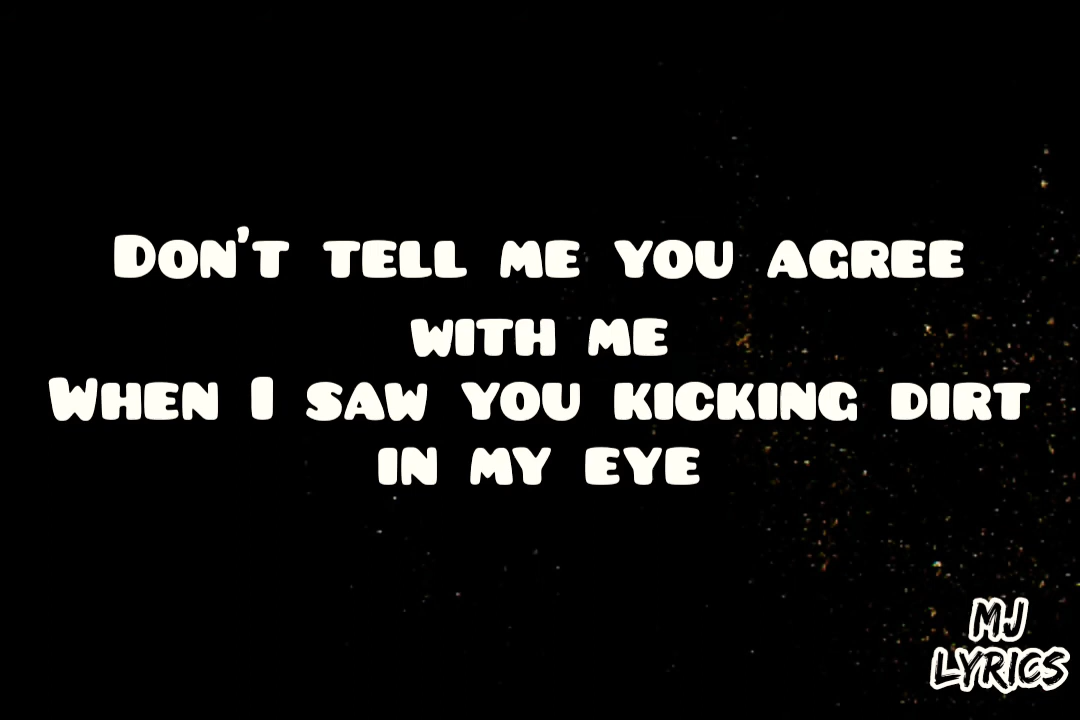 Don't tell me you agree
with me
When I saw you kicking dirt
in my eye
MJ
LYRICS